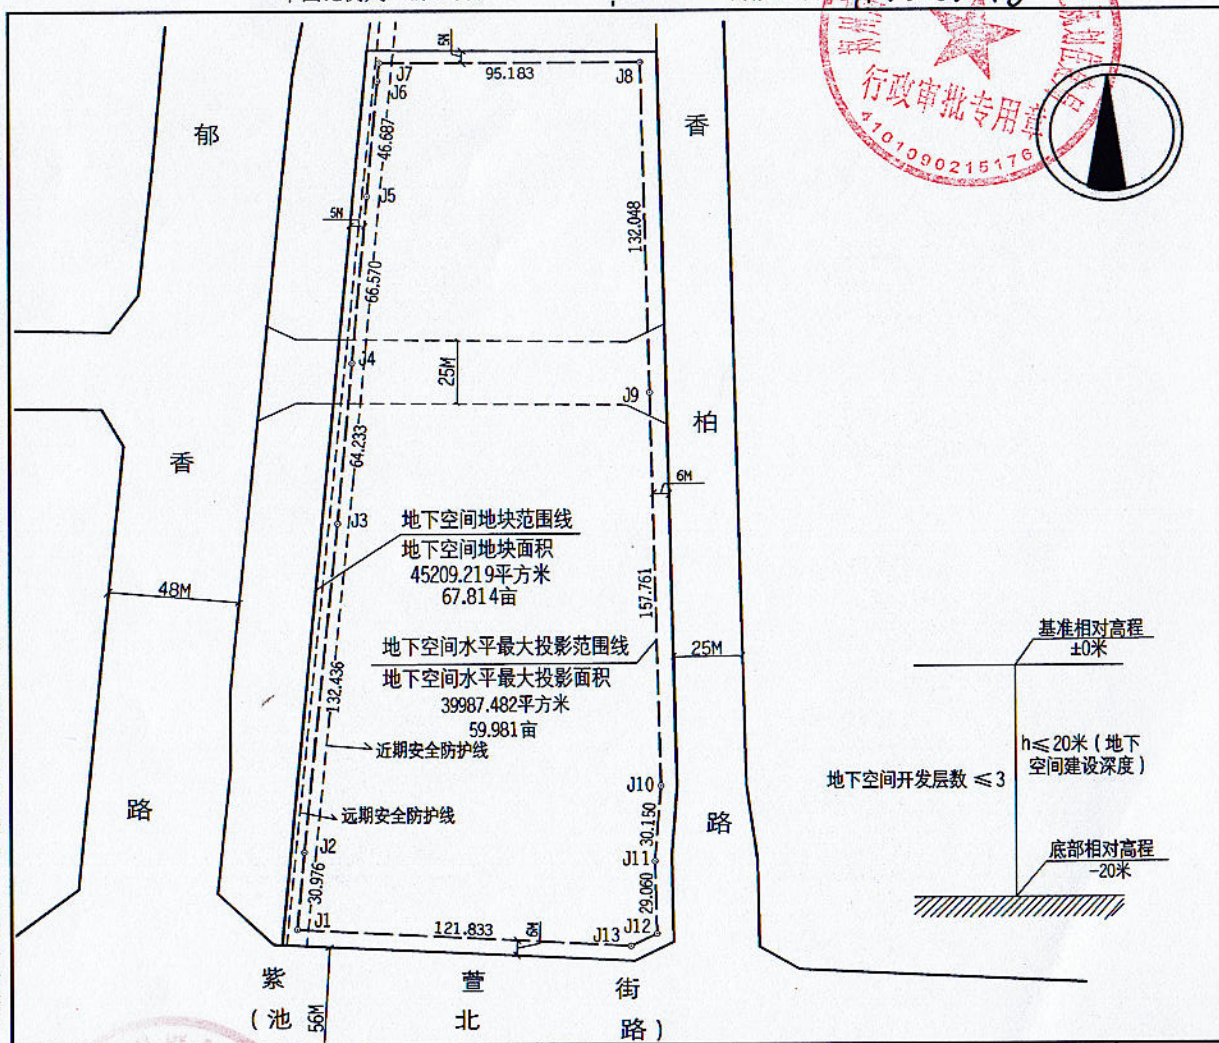 行政审批专用章
4101090215176
5M
J7
95.183
J8
J6
郁
香
46.687
J5
5M
132.048
66.570
J4
25M
J9
香
柏
64.233
6M
J3
地下空间地块范围线
地下空间地块面积
45209.219平方米
67.814亩
48M
157.761
基准相对高程
±0米
地下空间水平最大投影范围线
25M
地下空间水平最大投影面积
39987.482平方米
59.981亩
132.436
近期安全防护线
h≤20米(地下
空间建设深度)
地下空间开发层数≤3
J10
远期安全防护线
路
路
30.150
J2
J11
底部相对高程
-20米
30.976
29.060
J1
121.833
6M
J13
J12
紫 萱 街
(池 北 路)
56M